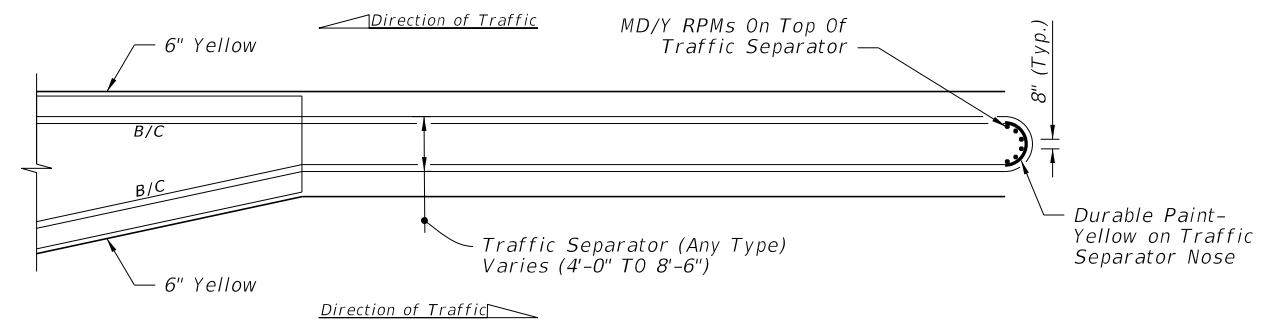 Direction of Traffic
6" Yellow
MD/Y RPMs On Top Of
Traffic Separator
8" (Typ.)
B/C
B/C
Traffic Separator (Any Type)
Varies (4'-0" TO 8'-6")
Durable Paint-
Yellow on Traffic
Separator Nose
6" Yellow
Direction of Traffic